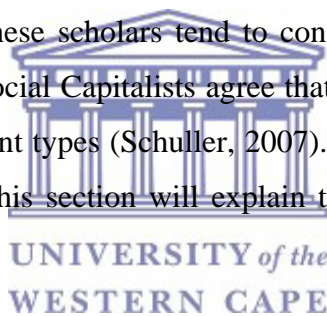 these scholars tend to con
ocial Capitalists agree that
nt types (Schuller, 2007).
his section will explain t
UNIVERSITY of the
WESTERN CAPE